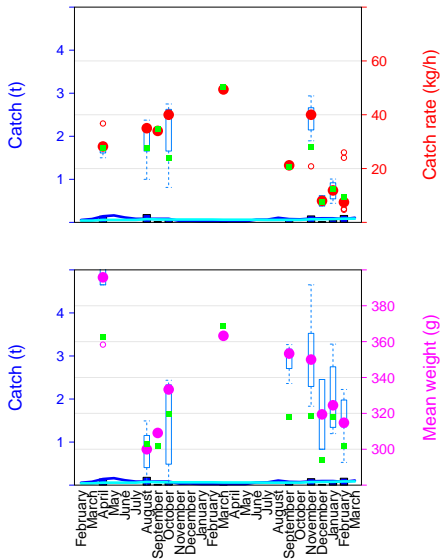 Catch (t)
4
3
2
1
80
60
40
20
0
Catch rate (kg/h)
Catch (t)
4
3
2
1
380
360
340
320
300
Mean weight (g)
February
March
April
May
June
July
August
September
October
November
December
January
February
March
April
May
June
July
August
September
October
November
December
January
February
March